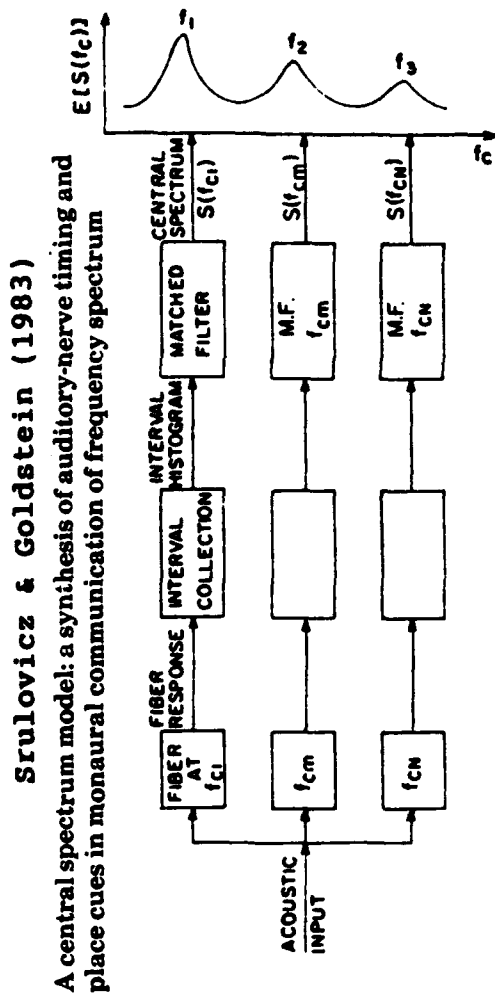 Srulovicz & Goldstein (1983)
A central spectrum model: a synthesis of auditory-nerve timing and
place cues in monaural communication of frequency spectrum
ACOUSTIC
INPUT
FIBER
AT
fC1
FIBER
RESPONSE
INTERVAL
COLLECTION
INTERVAL
HISTOGRAM
MATCHED
FILTER
CENTRAL
SPECTRUM
S(fC1)
fCm
M.F.
fCm
S(fCm)
fCN
M.F.
fCN
S(fCN)
E[S(fC)]
f1
f2
f3
fC